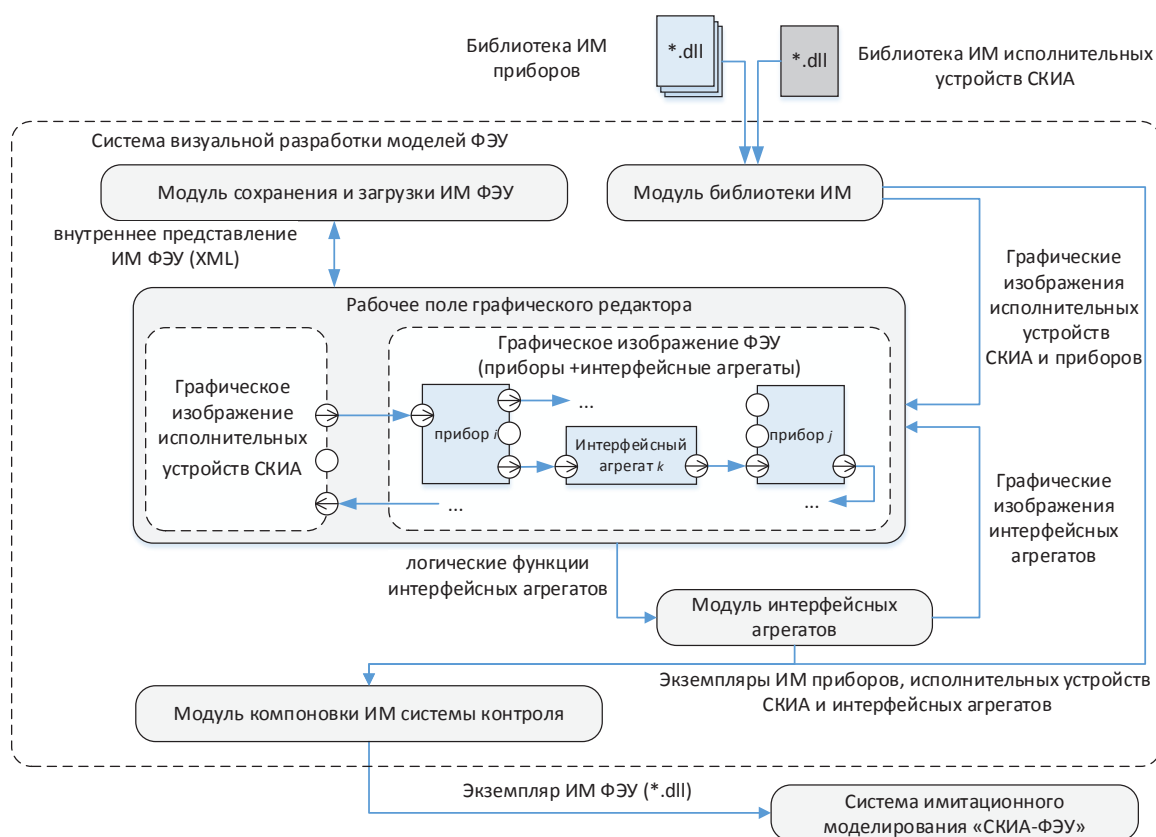 Библиотека ИМ
приборов
*.dll
*.dll
Библиотека ИМ исполнительных
устройств СКИА
Система визуальной разработки моделей ФЭУ
Модуль сохранения и загрузки ИМ ФЭУ
Модуль библиотеки ИМ
внутреннее представление
ИМ ФЭУ (XML)
Графические
изображения
исполнительных
устройств
СКИА и приборов
Рабочее поле графического редактора
Графическое изображение ФЭУ
(приборы +интерфейсные агрегаты)
Графическое
изображение
исполнительных
устройств СКИА
прибор i
...
Интерфейсный
агрегат k
прибор j
...
...
Графические
изображения
интерфейсных
агрегатов
логические функции
интерфейсных агрегатов
Модуль интерфейсных
агрегатов
Экземпляры ИМ приборов, исполнительных устройств
СКИА и интерфейсных агрегатов
Модуль компоновки ИМ системы контроля
Экземпляр ИМ ФЭУ (*.dll)
Система имитационного
моделирования «СКИА-ФЭУ»